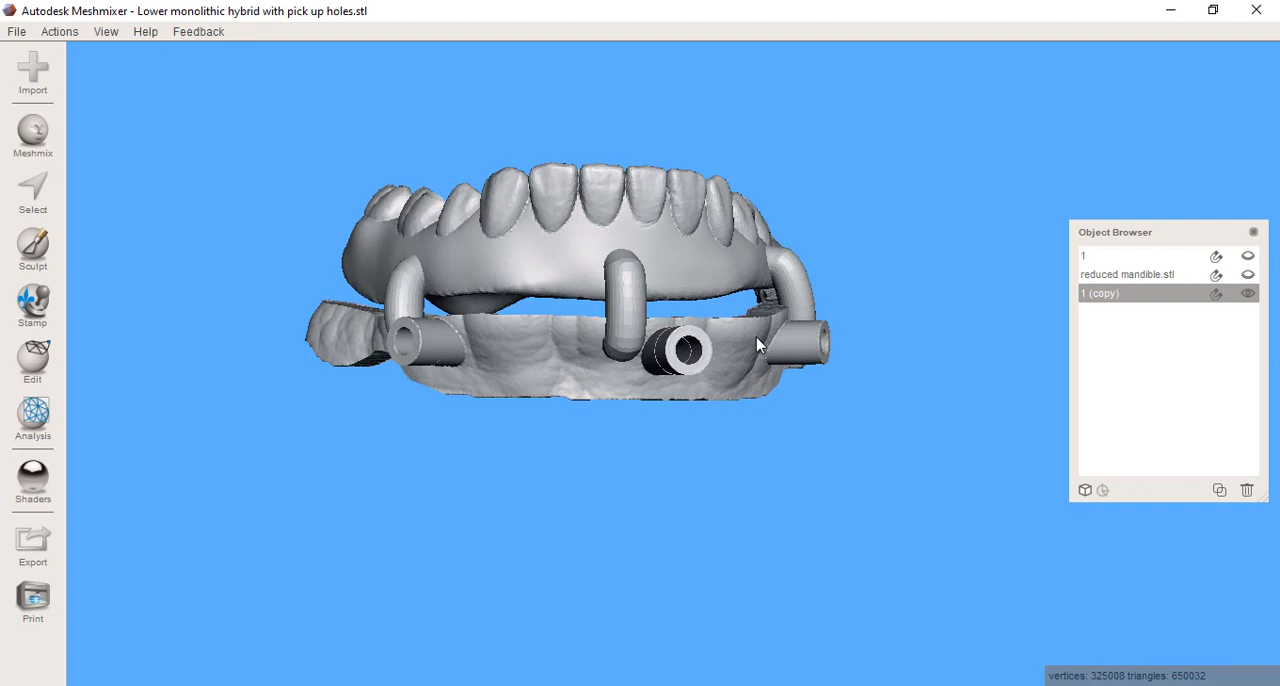 Autodesk Meshmixer - Lower monolithic hybrid with pick up holes.stl
File Actions View Help Feedback
Import
Meshmix
Select
Sculpt
Stamp
Edit
Analysis
Shaders
Export
Print
Object Browser
1
reduced mandible.stl
1 (copy)
vertices: 325008 triangles: 650032